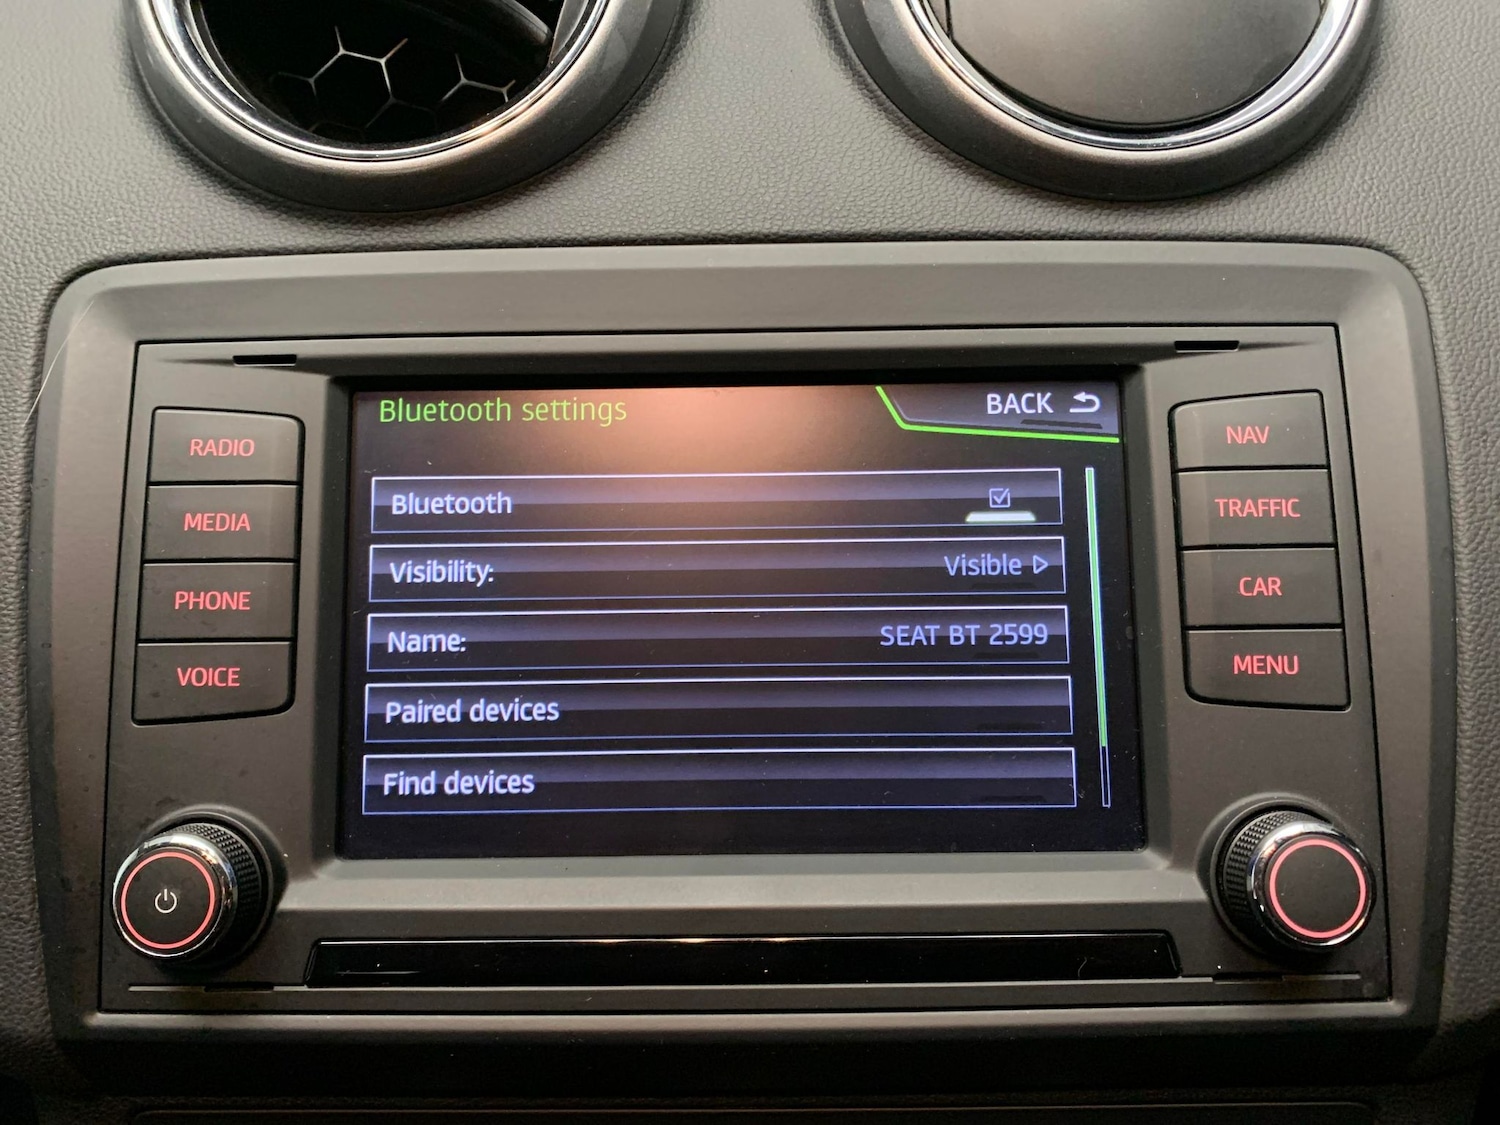 Bluetooth settings
BACK
Bluetooth
Visibility: Visible
Name: SEAT BT 2599
Paired devices
Find devices
RADIO
MEDIA
PHONE
VOICE
NAV
TRAFFIC
CAR
MENU